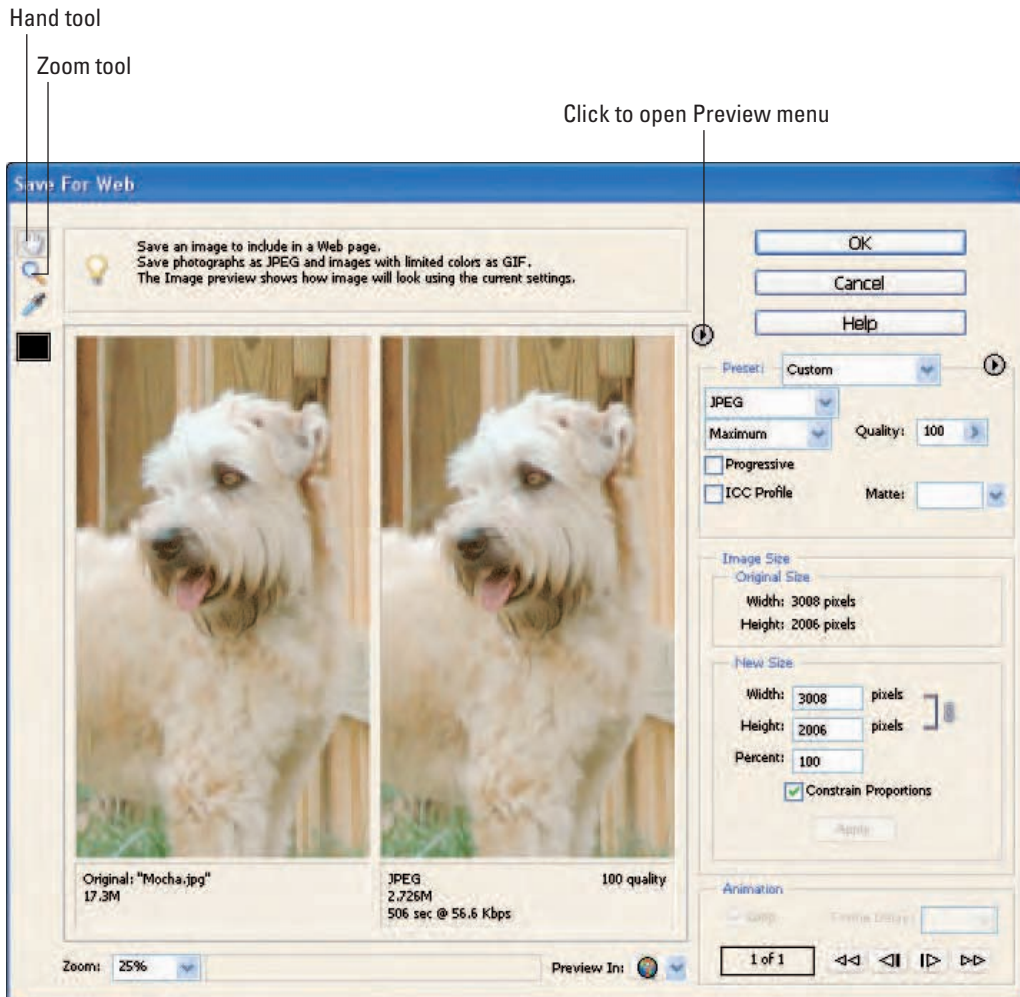 Hand tool
Zoom tool
Click to open Preview menu
Save For Web
Save an image to include in a Web page.
Save photographs as JPEG and images with limited colors as GIF.
The Image preview shows how image will look using the current settings.
OK
Cancel
Help
Preset: Custom
JPEG
Maximum Quality: 100
Progressive
ICC Profile Matte:
Image Size
Original Size
Width: 3008 pixels
Height: 2006 pixels
New Size
Width: 3008 pixels
Height: 2006 pixels
Percent: 100
Constrain Proportions
Apply
Original: "Mocha.jpg"
17.3M
JPEG 100 quality
2.726M
506 sec @ 56.6 Kbps
Animation
Loop Frame Delay:
1 of 1
Zoom: 25% Preview In: